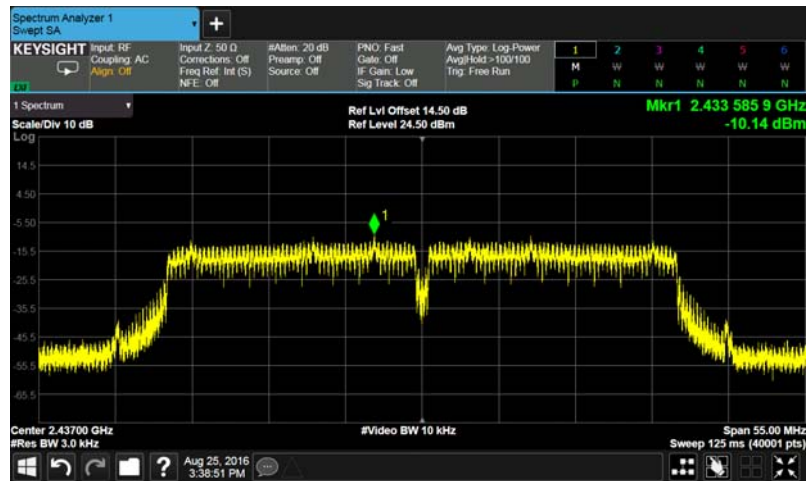 Spectrum Analyzer 1
Swept SA
+
KEYSIGHT
Input: RF
Coupling: AC
Align: Off
Input Z: 50 Ω
Corrections: Off
Freq Ref: Int (S)
NFE: Off
#Atten: 20 dB
Preamp: Off
Source: Off
PNO: Fast
Gate: Off
IF Gain: Low
Sig Track: Off
Avg Type: Log-Power
Avg|Hold:>100/100
Trig: Free Run
1 2 3 4 5 6
M W W W W W
P N N N N N
1 Spectrum
Scale/Div 10 dB
Ref Lvl Offset 14.50 dB
Ref Level 24.50 dBm
Mkr1 2.433 585 9 GHz
-10.14 dBm
Log
14.5
4.50
-5.50
1
-15.5
-25.5
-35.5
-45.5
-55.5
-65.5
Center 2.43700 GHz
#Res BW 3.0 kHz
#Video BW 10 kHz
Span 55.00 MHz
Sweep 125 ms (40001 pts)
?
Aug 25, 2016
3:38:51 PM